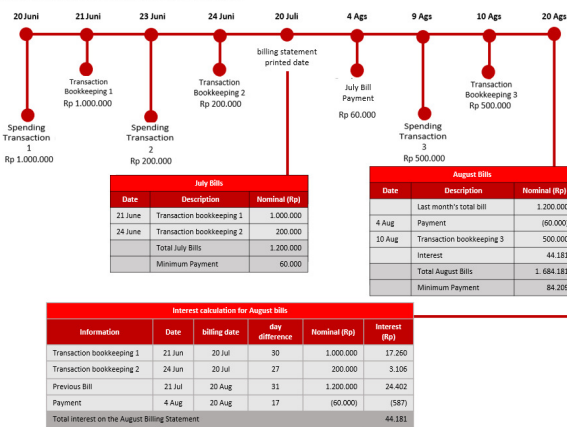 20 Juni 21 Juni 23 Juni 24 Juni 20 Juli 4 Ags 9 Ags 10 Ags 20 Ags
billing statement
printed date
Transaction
Bookkeeping 1
Rp 1.000.000
Transaction
Bookkeeping 2
Rp 200.000
July Bill
Payment
Rp 60.000
Transaction
Bookkeeping 3
Rp 500.000
Spending
Transaction
1
Rp 1.000.000
Spending
Transaction
2
Rp 200.000
Spending
Transaction
3
Rp 500.000
July Bills
Date Description Nominal (Rp)
21 June Transaction bookkeeping 1 1.000.000
24 June Transaction bookkeeping 2 200.000
Total July Bills 1.200.000
Minimum Payment 60.000
August Bills
Date Description Nominal (Rp)
Last month's total bill 1.200.000
4 Aug Payment (60.000)
10 Aug Transaction bookkeeping 3 500.000
Interest 44.181
Total August Bills 1. 684.181
Minimum Payment 84.209
Interest calculation for August bills
Information Date billing date day difference Nominal (Rp) Interest (Rp)
Transaction bookkeeping 1 21 Jun 20 Jul 30 1.000.000 17.260
Transaction bookkeeping 2 24 Jun 20 Jul 27 200.000 3.106
Previous Bill 21 Jul 20 Aug 31 1.200.000 24.402
Payment 4 Aug 20 Aug 17 (60.000) (587)
Total interest on the August Billing Statement 44.181